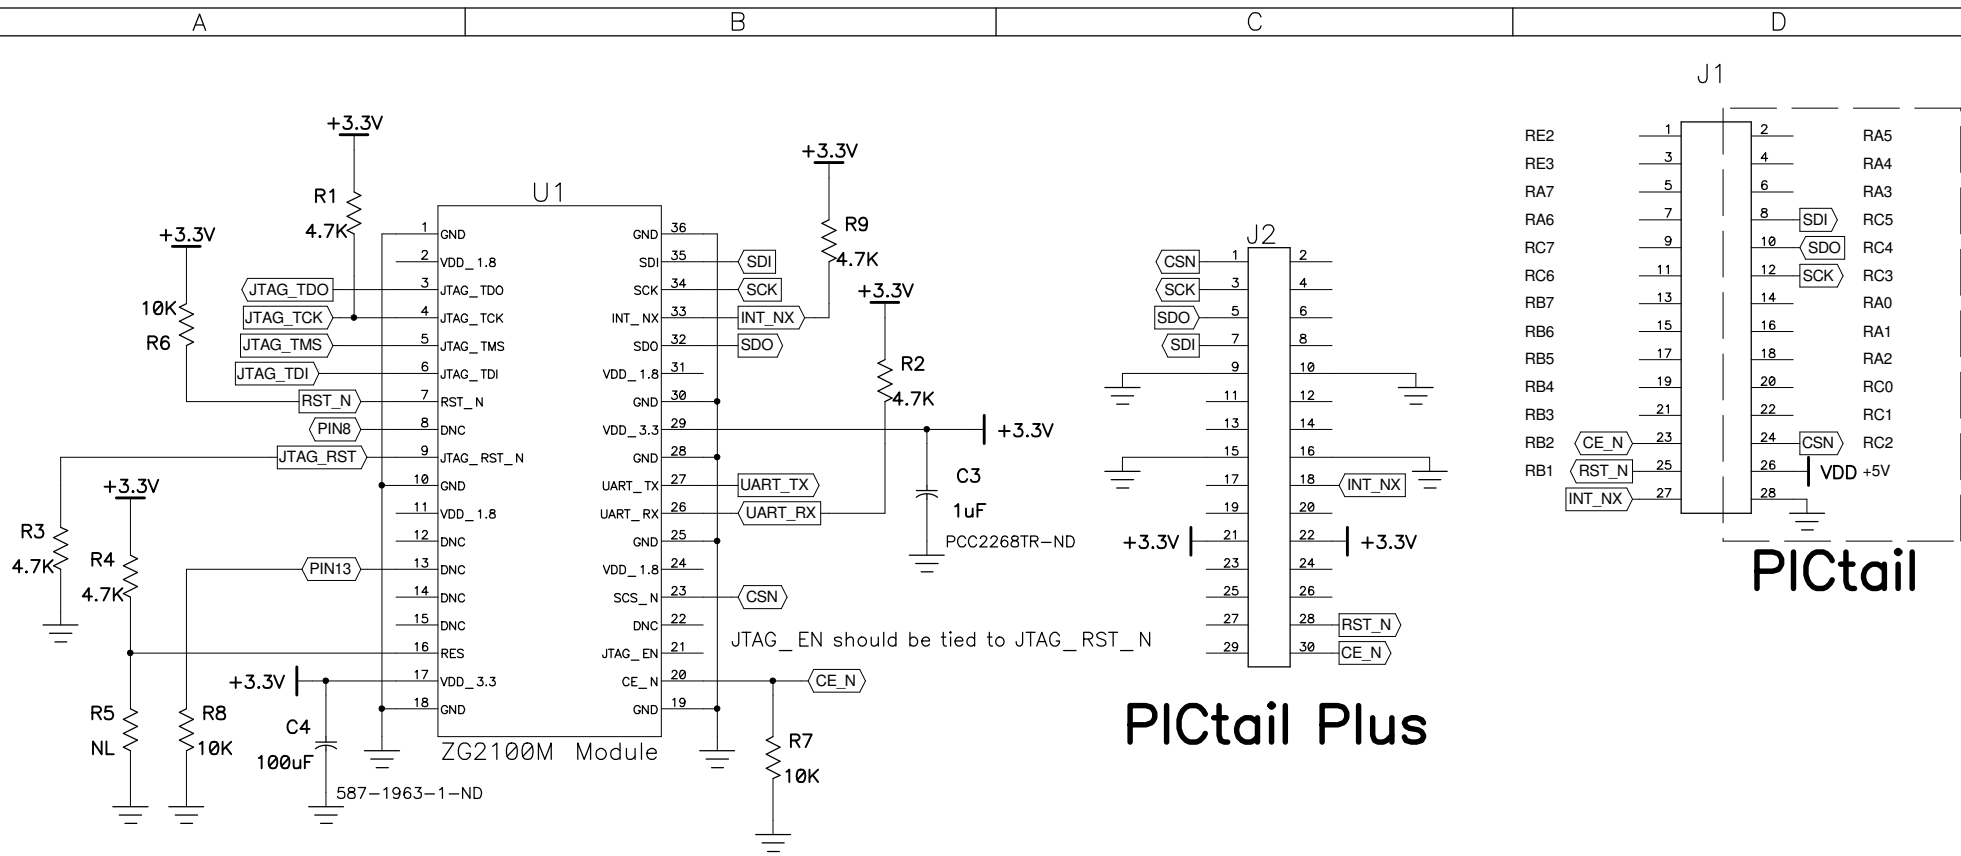 A B C D
J1
+3.3V
+3.3V
R1
4.7K
U1
R9
4.7K
+3.3V
10K
R6
+3.3V
R2
4.7K
JTAG_TDO
JTAG_TCK
JTAG_TMS
JTAG_TDI
RST_N
PIN8
JTAG_RST
PIN13
1 GND
2 VDD_1.8
3 JTAG_TDO
4 JTAG_TCK
5 JTAG_TMS
6 JTAG_TDI
7 RST_N
8 DNC
9 JTAG_RST_N
10 GND
11 VDD_1.8
12 DNC
13 DNC
14 DNC
15 DNC
16 RES
17 VDD_3.3
18 GND
GND 36
SDI 35 SDI
SCK 34 SCK
INT_NX 33 INT_NX
SDO 32 SDO
VDD_1.8 31
GND 30
VDD_3.3 29 +3.3V
GND 28
UART_TX 27 UART_TX
UART_RX 26 UART_RX
GND 25
VDD_1.8 24
SCS_N 23 CSN
DNC 22
JTAG_EN 21
CE_N 20 CE_N
GND 19
ZG2100M Module
JTAG_EN should be tied to JTAG_RST_N
C3
1uF
PCC2268TR-ND
R3
4.7K
+3.3V
R4
4.7K
+3.3V
R5
NL
R8
10K
C4
100uF
587-1963-1-ND
R7
10K
J2
CSN 1 2
SCK 3 4
SDO 5 6
SDI 7 8
9 10
11 12
13 14
15 16
17 18 INT_NX
19 20
+3.3V 21 22 +3.3V
23 24
25 26
27 28 RST_N
29 30 CE_N
PICtail Plus
RE2 1 2 RA5
RE3 3 4 RA4
RA7 5 6 RA3
RA6 7 8 SDI RC5
RC7 9 10 SDO RC4
RC6 11 12 SCK RC3
RB7 13 14 RA0
RB6 15 16 RA1
RB5 17 18 RA2
RB4 19 20 RC0
RB3 21 22 RC1
RB2 CE_N 23 24 CSN RC2
RB1 RST_N 25 26 VDD +5V
INT_NX 27 28
PICtail